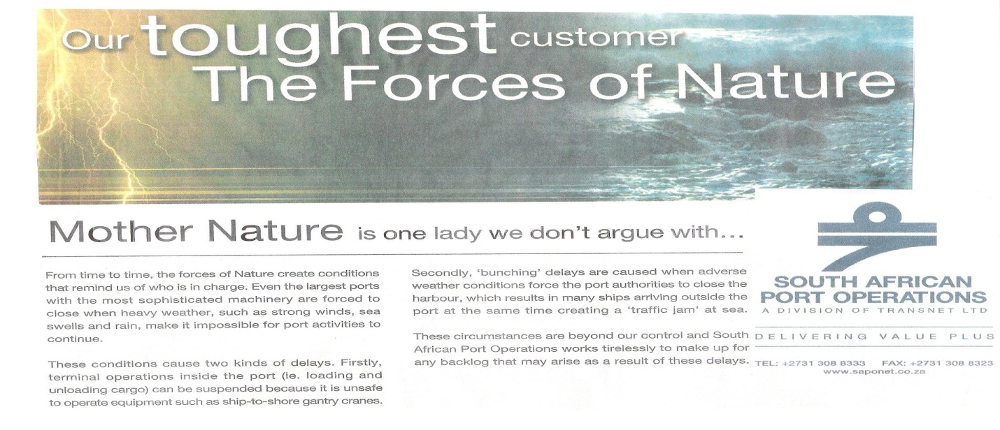 Our toughest customer
The Forces of Nature
Mother Nature is one lady we don't argue with...
From time to time, the forces of Nature create conditions
that remind us of who is in charge. Even the largest ports
with the most sophisticated machinery are forced to
close when heavy weather, such as strong winds, sea
swells and rain, make it impossible for port activities to
continue.
These conditions cause two kinds of delays. Firstly,
terminal operations inside the port (ie. loading and
unloading cargo) can be suspended because it is unsafe
to operate equipment such as ship-to-shore gantry cranes.
Secondly, ‘bunching’ delays are caused when adverse
weather conditions force the port authorities to close the
harbour, which results in many ships arriving outside the
port at the same time creating a ‘traffic jam’ at sea.
These circumstances are beyond our control and South
African Port Operations works tirelessly to make up for
any backlog that may arise as a result of these delays.
SOUTH AFRICAN
PORT OPERATIONS
A DIVISION OF TRANSNET LTD
DELIVERING VALUE PLUS
TEL: +2731 308 8333 FAX: +2731 308 8323
www.saponet.co.za